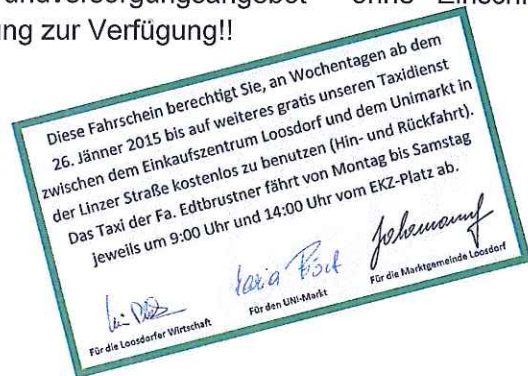 ung zur Verfügung!!
Diese Fahrschein berechtigt Sie, an Wochentagen ab dem
26. Jänner 2015 bis auf weiteres gratis unseren Taxidienst
zwischen dem Einkaufszentrum Loosdorf und dem Unimarkt in
der Linzer Straße kostenlos zu benutzen (Hin- und Rückfahrt).
Das Taxi der Fa. Edtbrustner fährt von Montag bis Samstag
jeweils um 9:00 Uhr und 14:00 Uhr vom EKZ-Platz ab.
Für die Loosdorfer Wirtschaft
Für den UNI-Markt
Für die Marktgemeinde Loosdorf